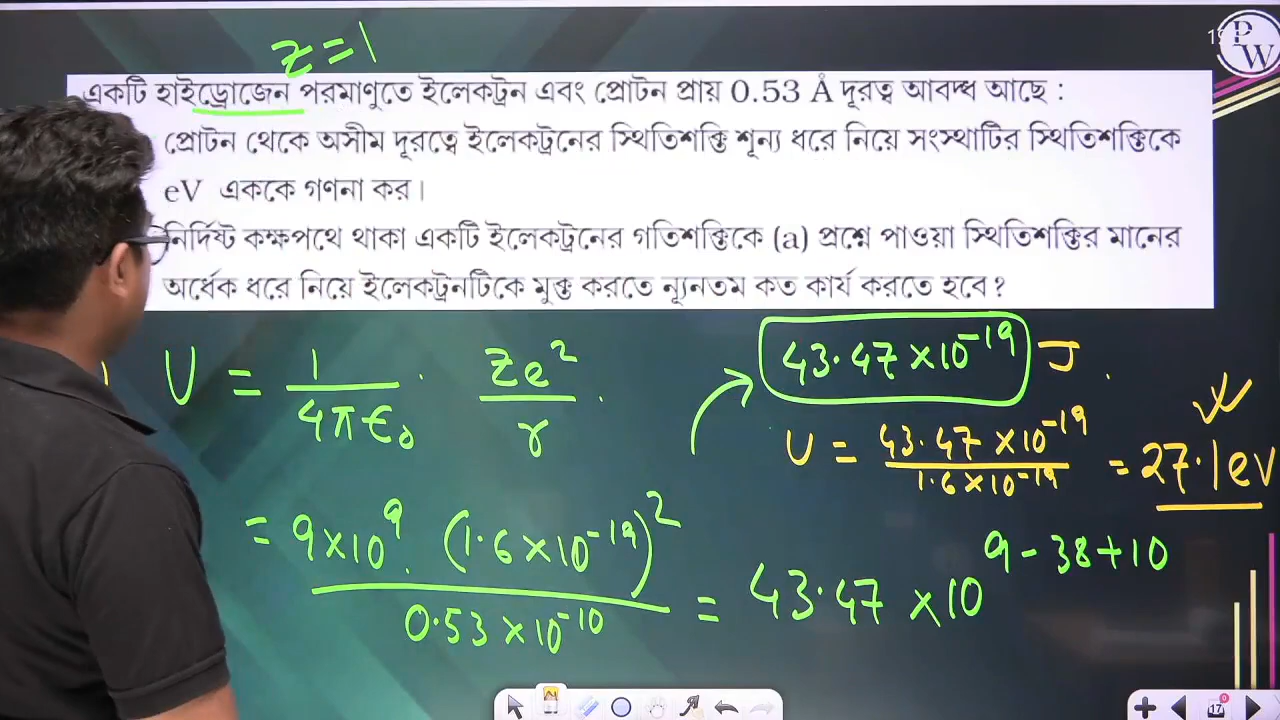 z = 1
PW
একটি হাইড্রোজেন পরমাণুতে ইলেকট্রন এবং প্রোটন প্রায় 0.53 Å দূরত্ব আবদ্ধ আছে :
প্রোটন থেকে অসীম দূরত্বে ইলেকট্রনের স্থিতিশক্তি শূন্য ধরে নিয়ে সংস্থাটির স্থিতিশক্তিকে
eV এককে গণনা কর।
নির্দিষ্ট কক্ষপথে থাকা একটি ইলেকট্রনের গতিশক্তিকে (a) প্রশ্নে পাওয়া স্থিতিশক্তির মানের
অর্ধেক ধরে নিয়ে ইলেকট্রনটিকে মুক্ত করতে ন্যূনতম কত কার্য করতে হবে?
U = 1/4πε₀ · ze²/r .
= 9×10⁹ · (1.6×10⁻¹⁹)² / 0.53×10⁻¹⁰ = 43.47 ×10⁹⁻³⁸⁺¹⁰
43.47×10⁻¹⁹ J
U = 43.47×10⁻¹⁹ / 1.6×10⁻¹⁹ = 27.1eV
17